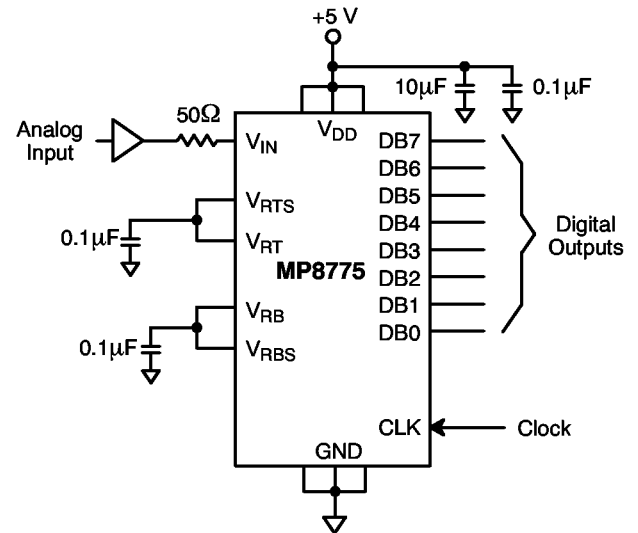 +5 V
10μF
0.1μF
50Ω
Analog
Input
VIN
VDD
DB7
DB6
DB5
DB4
DB3
DB2
DB1
DB0
Digital
Outputs
VRTS
0.1μF
VRT
MP8775
VRB
0.1μF
VRBS
CLK
Clock
GND